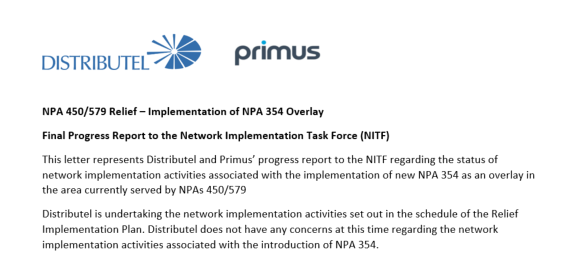 DISTRIBUTEL primus
NPA 450/579 Relief – Implementation of NPA 354 Overlay
Final Progress Report to the Network Implementation Task Force (NITF)
This letter represents Distributel and Primus’ progress report to the NITF regarding the status of
network implementation activities associated with the implementation of new NPA 354 as an overlay in
the area currently served by NPAs 450/579
Distributel is undertaking the network implementation activities set out in the schedule of the Relief
Implementation Plan. Distributel does not have any concerns at this time regarding the network
implementation activities associated with the introduction of NPA 354.